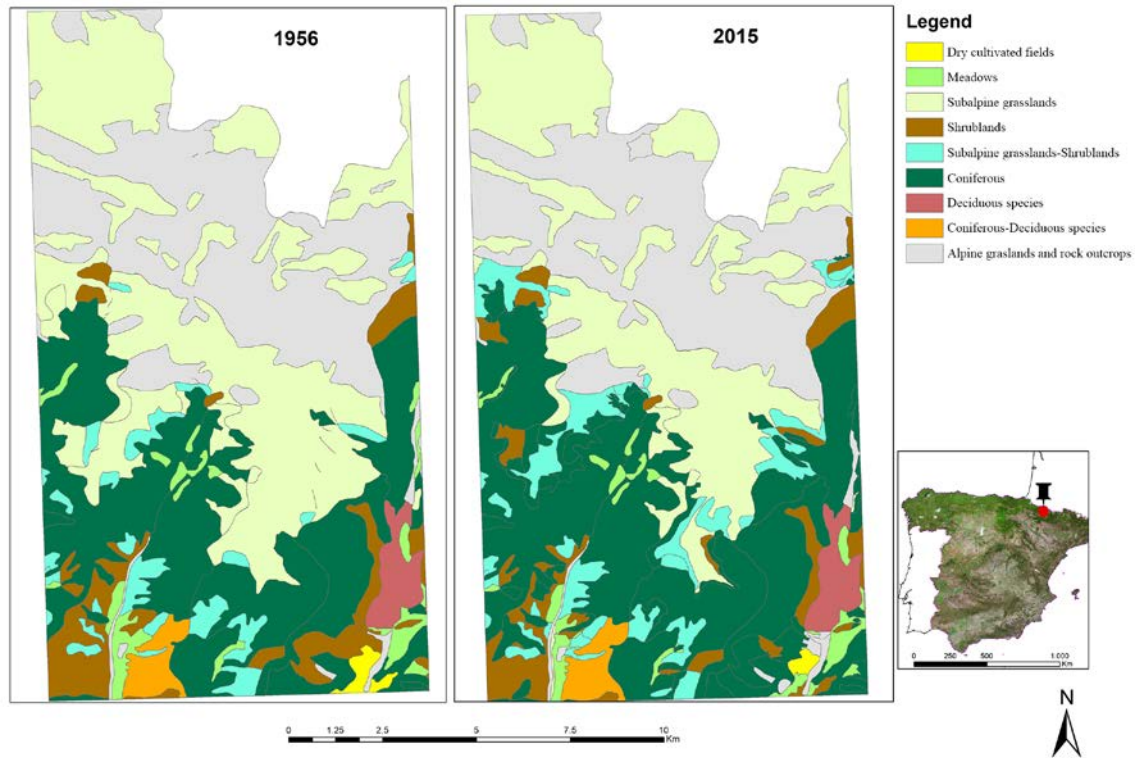 1956
2015
Legend
Dry cultivated fields
Meadows
Subalpine grasslands
Shrublands
Subalpine grasslands-Shrublands
Coniferous
Deciduous species
Coniferous-Deciduous species
Alpine graslands and rock outcrops
0 250 500 1 000
Km
N
0 1.25 2.5 5 7.5 10
Km